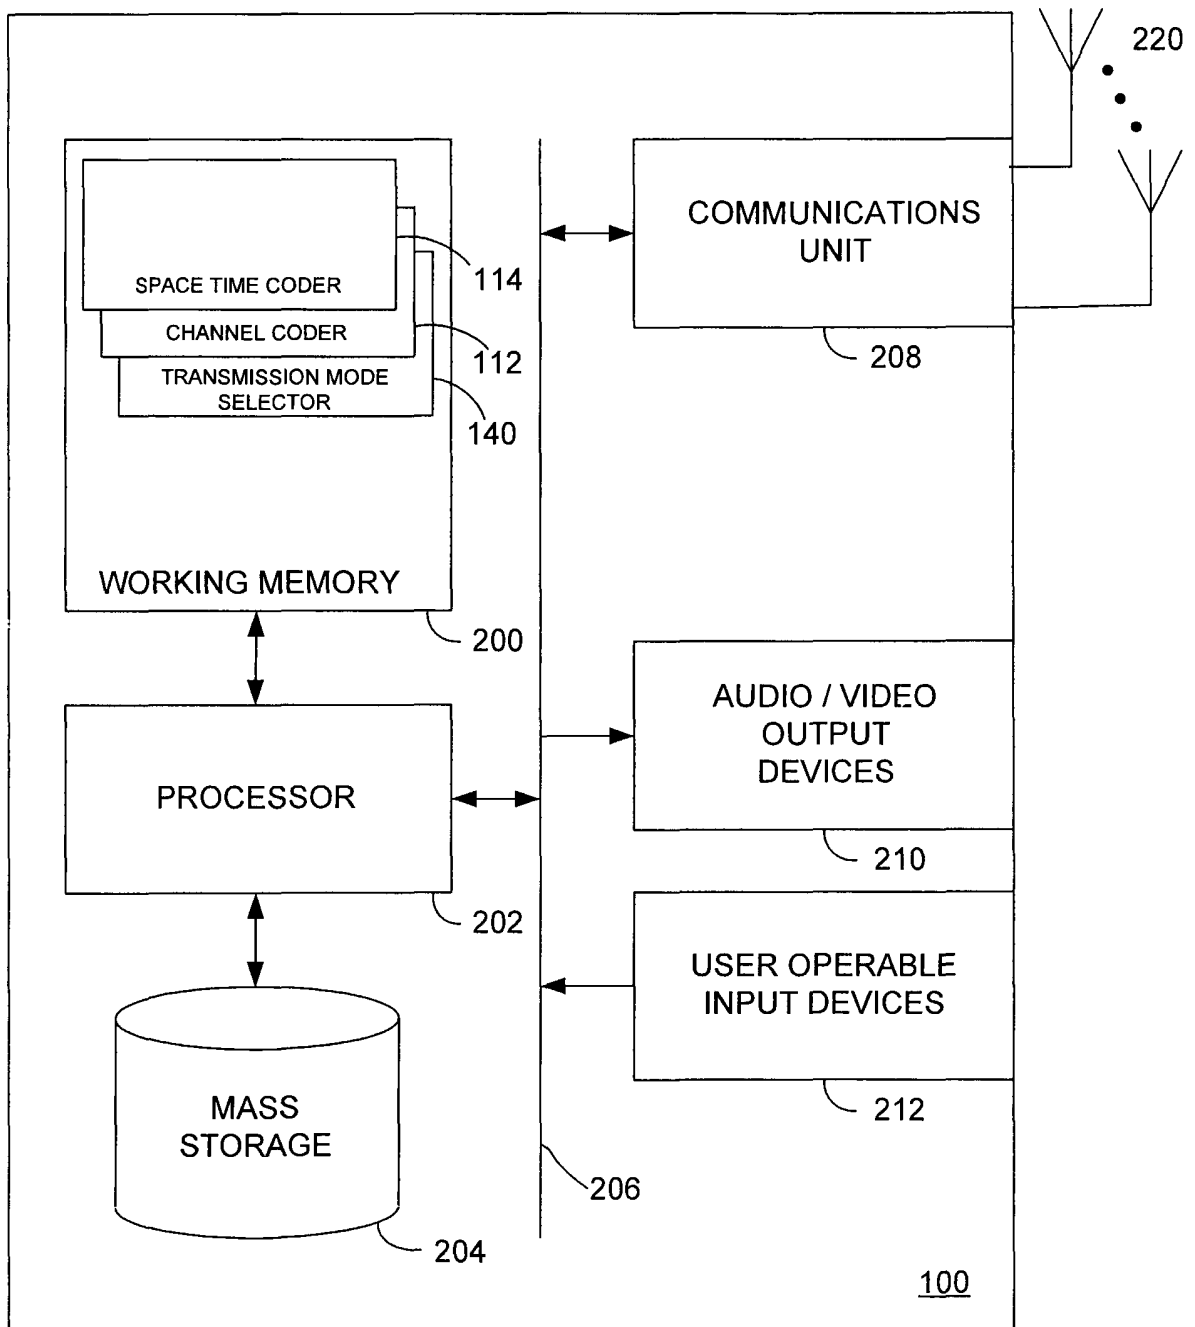 220
COMMUNICATIONS
UNIT
208
SPACE TIME CODER
114
CHANNEL CODER
112
TRANSMISSION MODE
SELECTOR
140
WORKING MEMORY
200
AUDIO / VIDEO
OUTPUT
DEVICES
210
PROCESSOR
202
USER OPERABLE
INPUT DEVICES
212
MASS
STORAGE
204
206
100